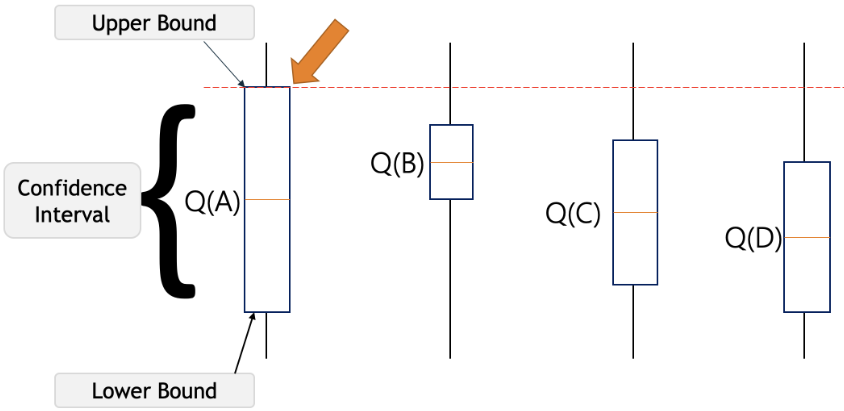 Upper Bound
Confidence
Interval
Q(A)
Q(B)
Q(C)
Q(D)
Lower Bound